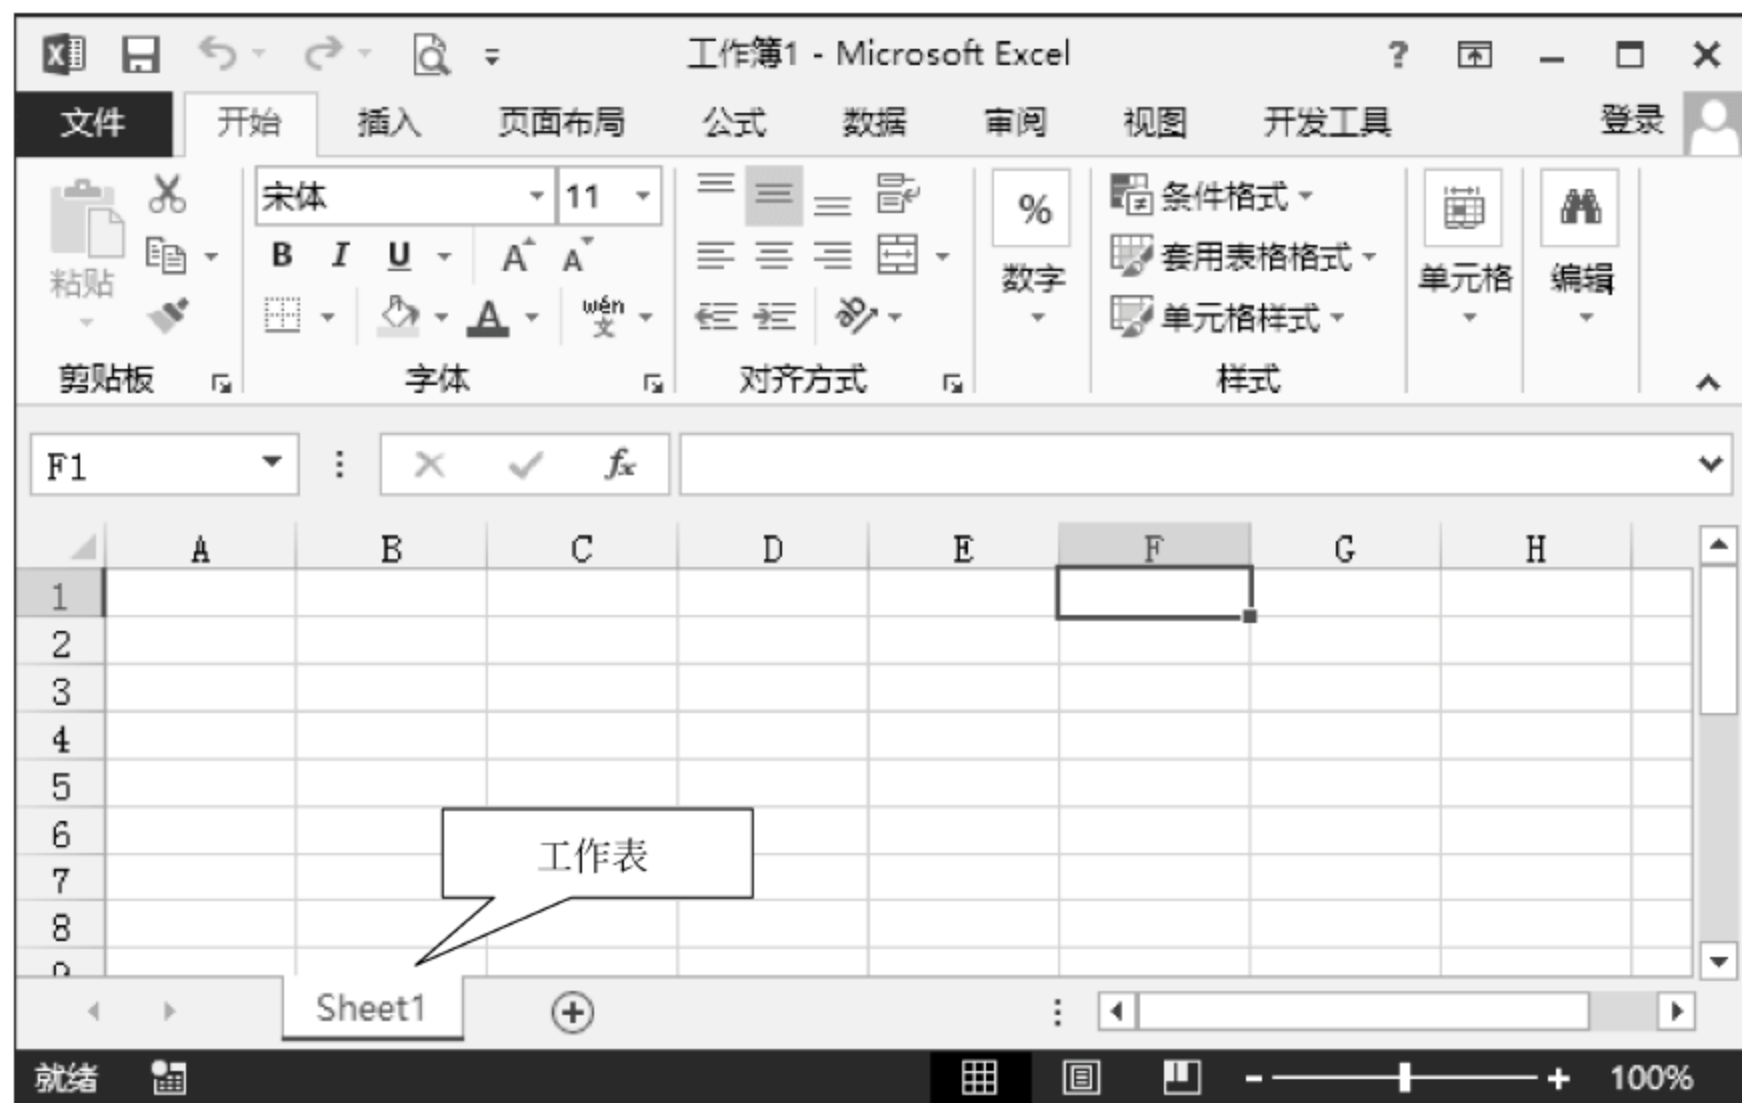 工作簿1 - Microsoft Excel ?
文件 开始 插入 页面布局 公式 数据 审阅 视图 开发工具 登录
宋体 11 % 条件格式
B I U A A 套用表格格式
粘贴 数字 单元格 编辑
A wén 文 单元格样式
剪贴板 字体 对齐方式 样式
F1 fx
A B C D E F G H
1
2
3
4
5
6
工作表
7
8
9
Sheet1
就绪 100%